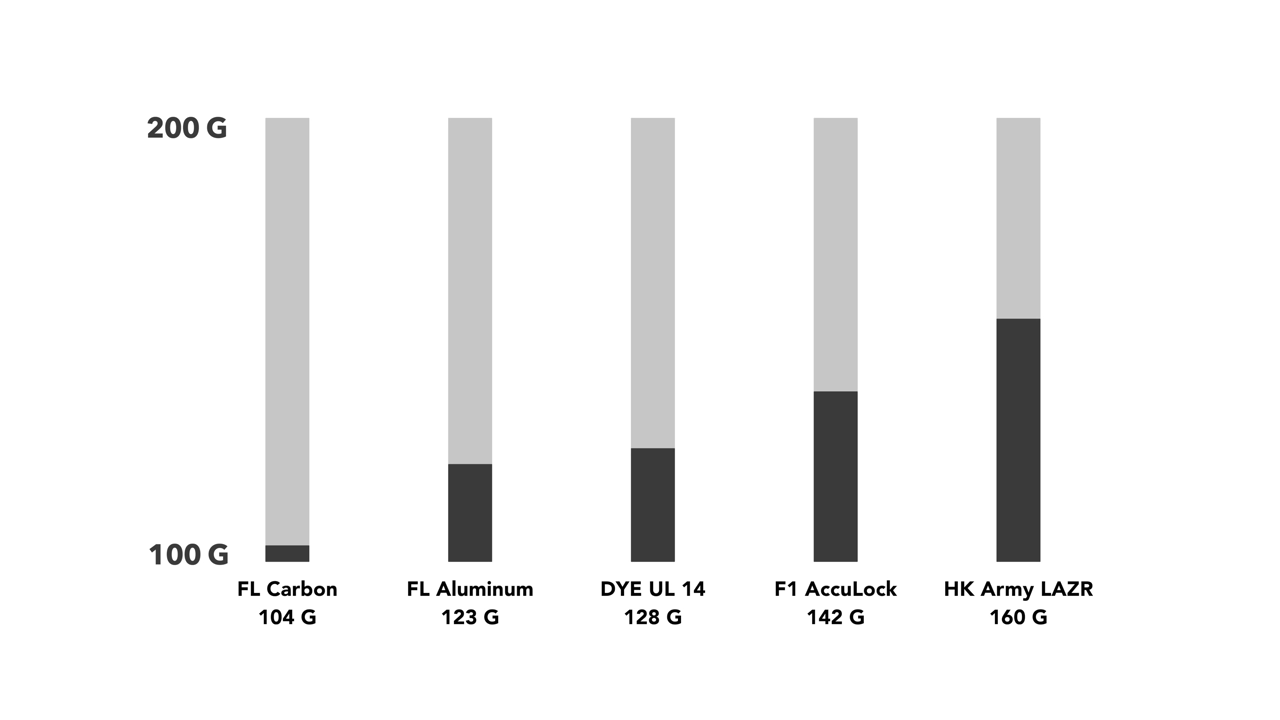 200 G
100 G
FL Carbon
104 G
FL Aluminum
123 G
DYE UL 14
128 G
F1 AccuLock
142 G
HK Army LAZR
160 G